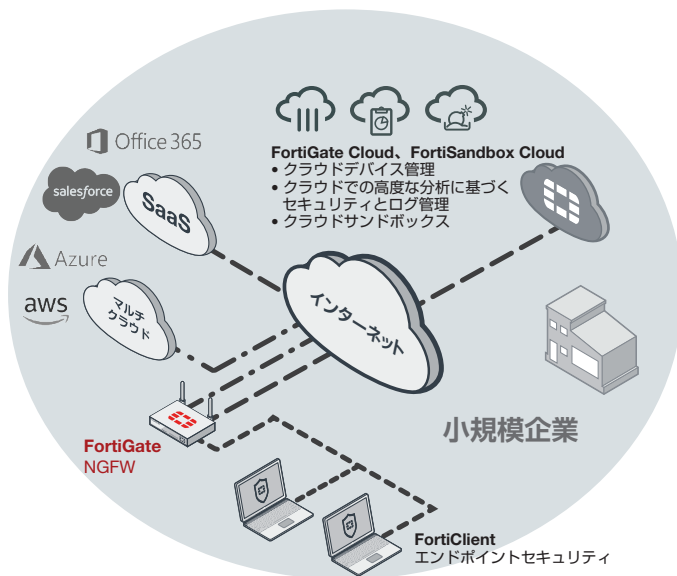 Office 365
salesforce
SaaS
Azure
aws
マルチ
クラウド
FortiGate Cloud、FortiSandbox Cloud
• クラウドデバイス管理
• クラウドでの高度な分析に基づく
セキュリティとログ管理
• クラウドサンドボックス
インターネット
小規模企業
FortiGate
NGFW
FortiClient
エンドポイントセキュリティ